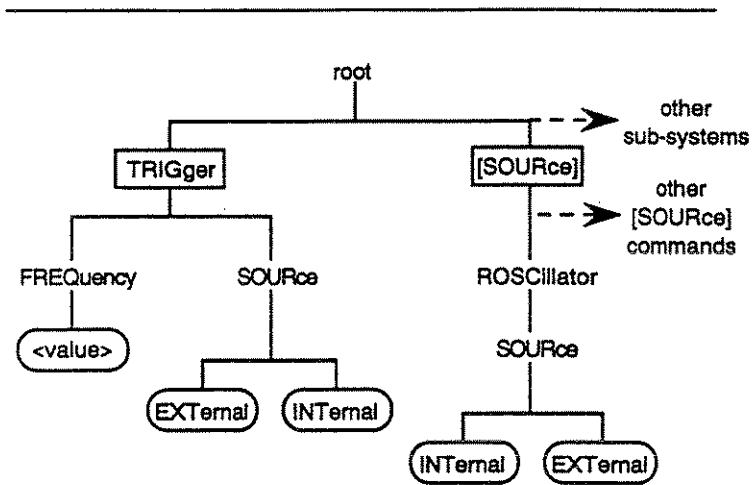 root
other
sub-systems
TRIGger
[SOURce]
other
[SOURce]
commands
FREQuency
SOURce
ROSCillator
<value>
SOURce
EXTernal
INTernal
INTernal
EXTernal